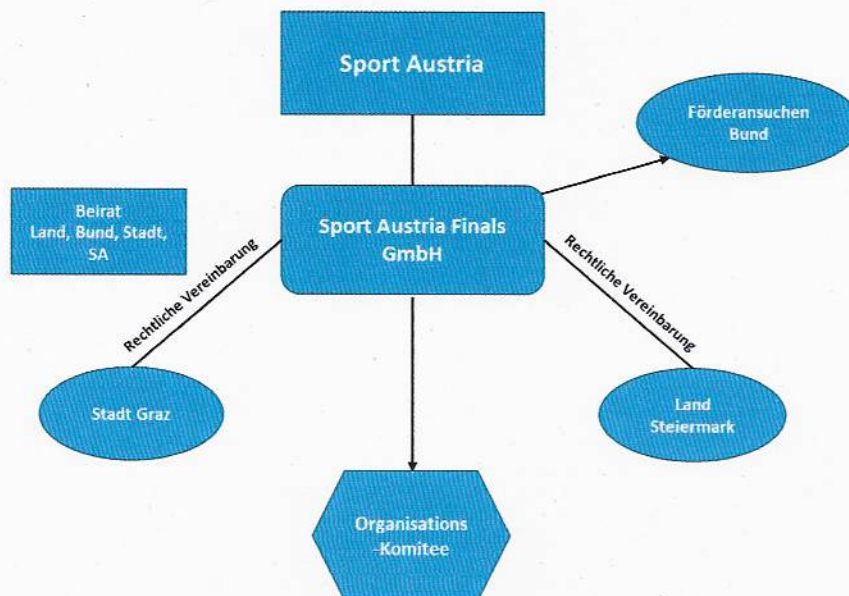 Sport Austria
Förderansuchen
Bund
Beirat
Land, Bund, Stadt,
SA
Sport Austria Finals
GmbH
Rechtliche Vereinbarung
Rechtliche Vereinbarung
Stadt Graz
Land
Steiermark
Organisations
-Komitee